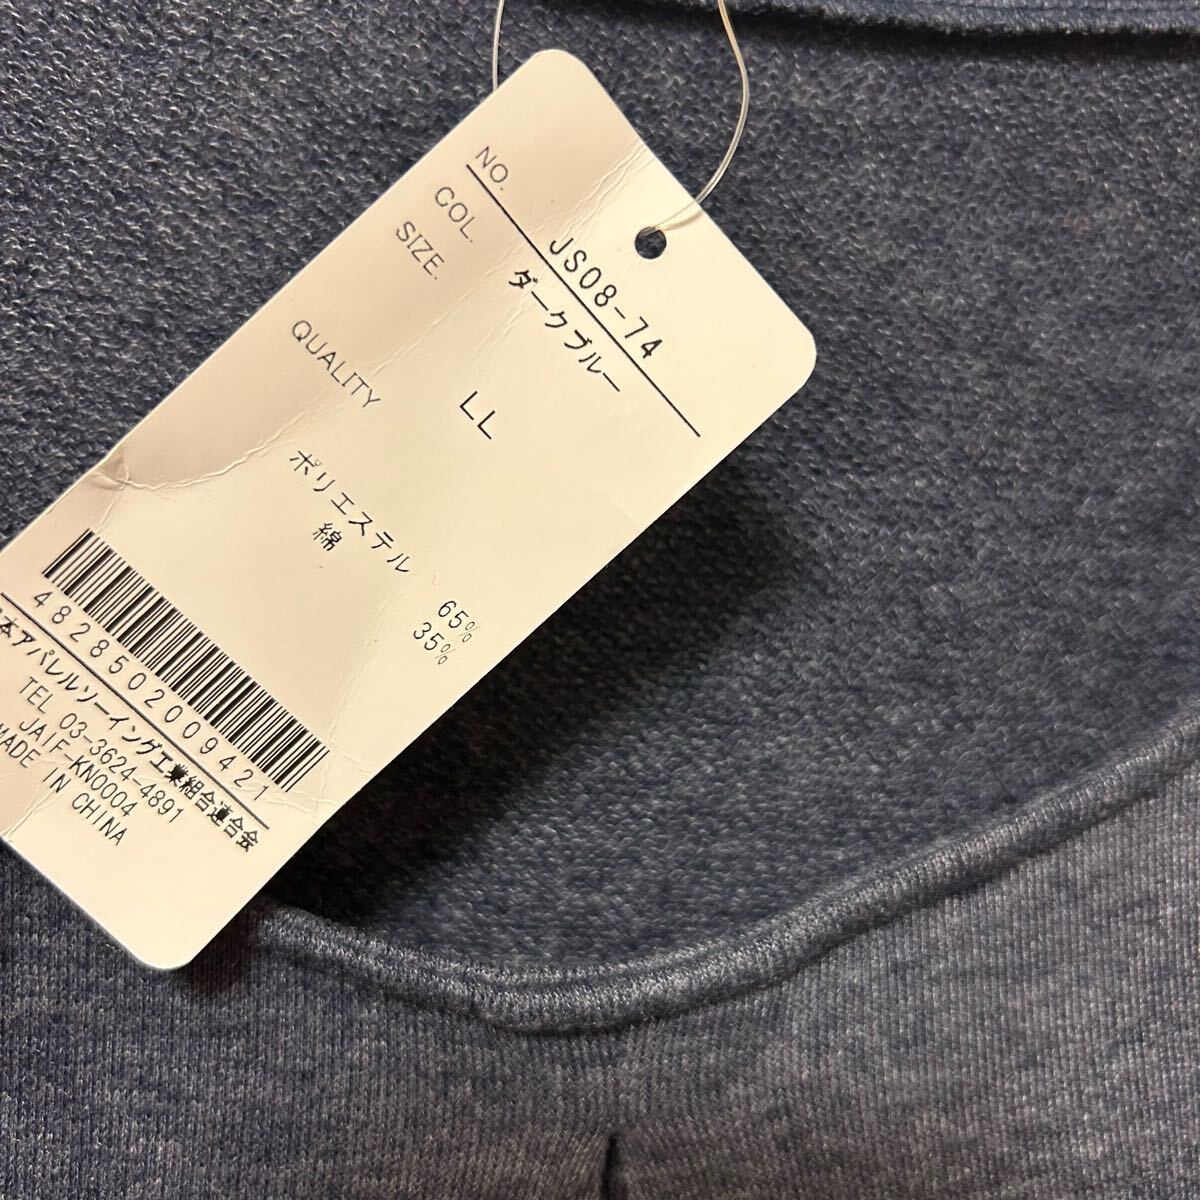 NO. JS08-74
COL. ダークブルー
SIZE. LL
QUALITY
ポリエステル 65%
綿 35%
4828502009421
本アパレルソーイング工業組合連合会
TEL 03-3624-4891
JAIF-KN0004
MADE IN CHINA